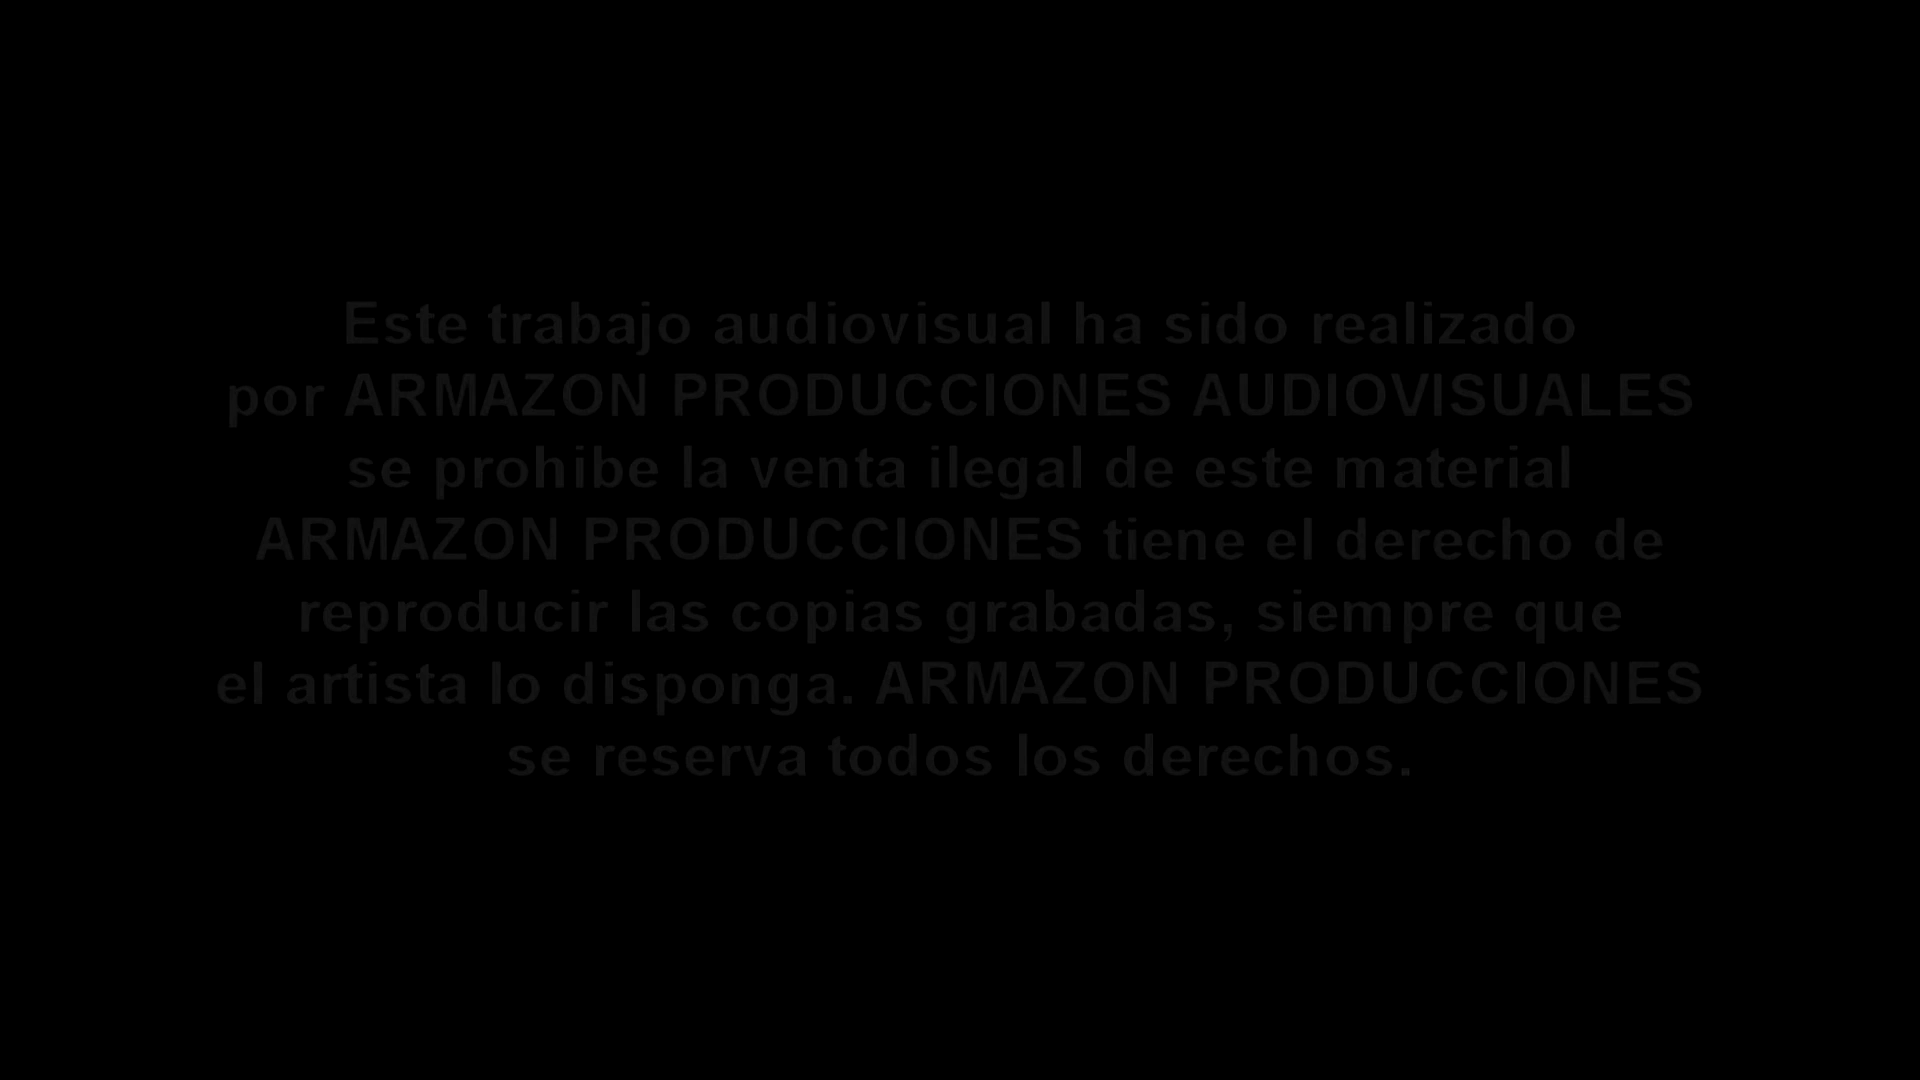 Este trabajo audiovisual ha sido realizado
por ARMAZON PRODUCCIONES AUDIOVISUALES
se prohibe la venta ilegal de este material
ARMAZON PRODUCCIONES tiene el derecho de
reproducir las copias grabadas, siempre que
el artista lo disponga. ARMAZON PRODUCCIONES
se reserva todos los derechos.